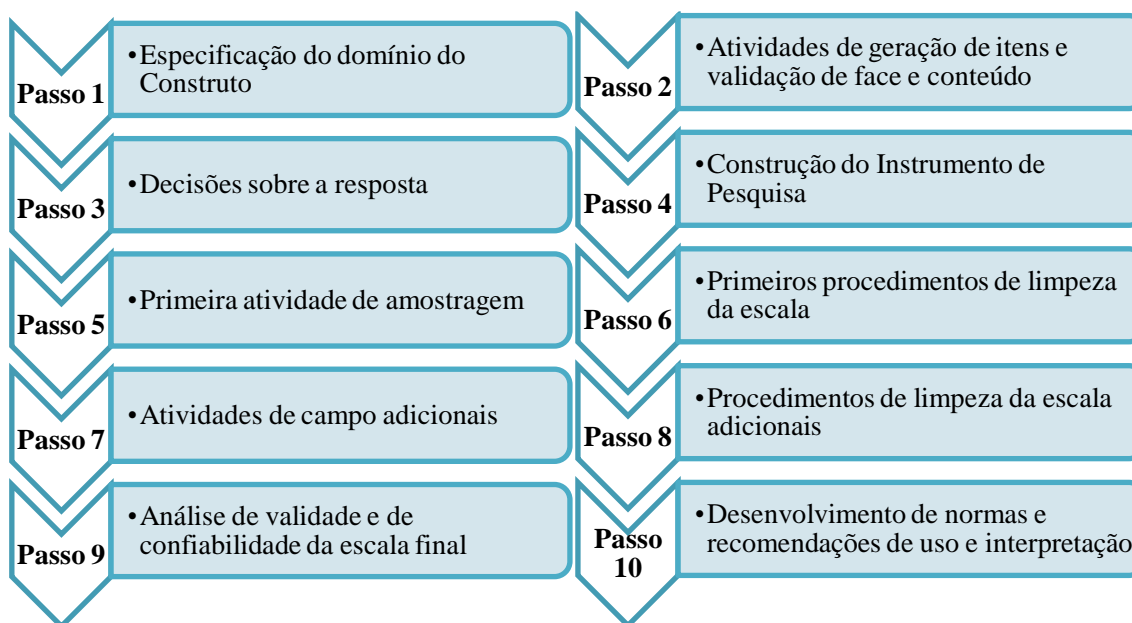 Passo 1
•Especificação do domínio do
Construto
Passo 2
•Atividades de geração de itens e
validação de face e conteúdo
Passo 3
•Decisões sobre a resposta
Passo 4
•Construção do Instrumento de
Pesquisa
Passo 5
•Primeira atividade de amostragem
Passo 6
•Primeiros procedimentos de limpeza
da escala
Passo 7
•Atividades de campo adicionais
Passo 8
•Procedimentos de limpeza da escala
adicionais
Passo 9
•Análise de validade e de
confiabilidade da escala final
Passo
10
•Desenvolvimento de normas e
recomendações de uso e interpretação